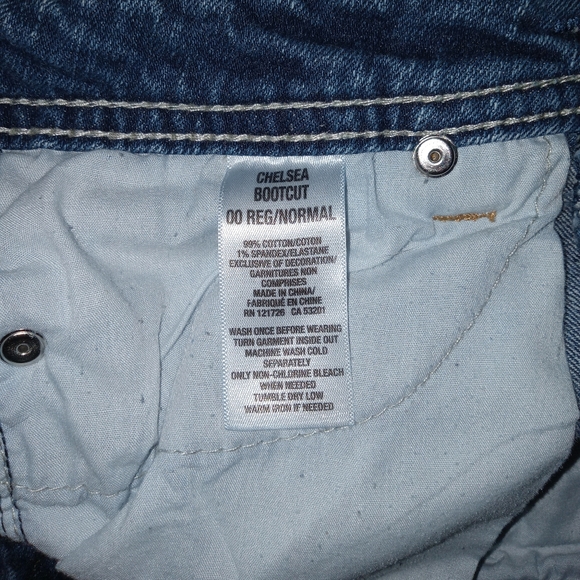 CHELSEA
BOOTCUT
00 REG/NORMAL
99% COTTON/COTON
1% SPANDEX/ELASTANE
EXCLUSIVE OF DECORATION/
GARNITURES NON
COMPRISES
MADE IN CHINA/
FABRIQUÉ EN CHINE
RN 121726 CA 53201
WASH ONCE BEFORE WEARING
TURN GARMENT INSIDE OUT
MACHINE WASH COLD
SEPARATELY
ONLY NON-CHLORINE BLEACH
WHEN NEEDED
TUMBLE DRY LOW
WARM IRON IF NEEDED